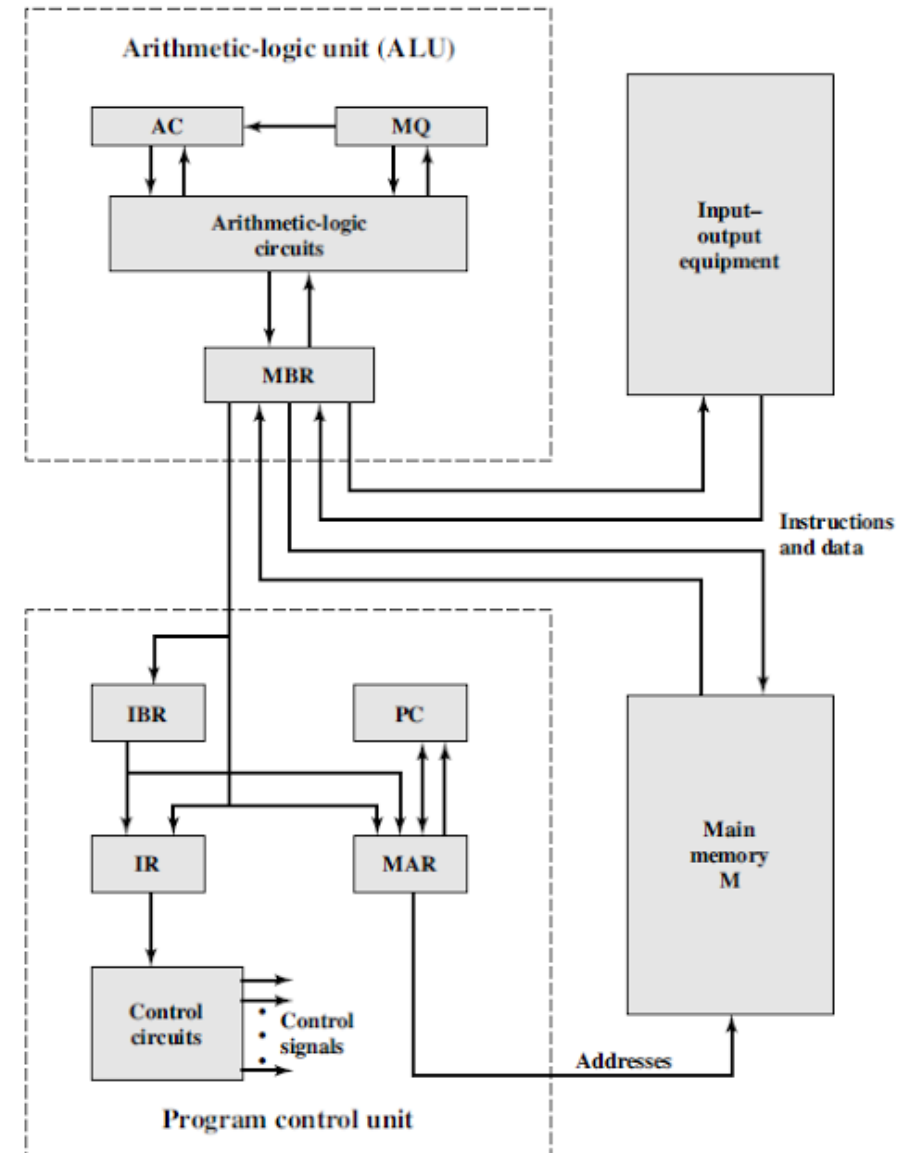 Arithmetic-logic unit (ALU)
AC
MQ
Arithmetic-logic
circuits
MBR
Input–
output
equipment
Instructions
and data
IBR
PC
IR
MAR
Main
memory
M
Control
circuits
Control
signals
Addresses
Program control unit